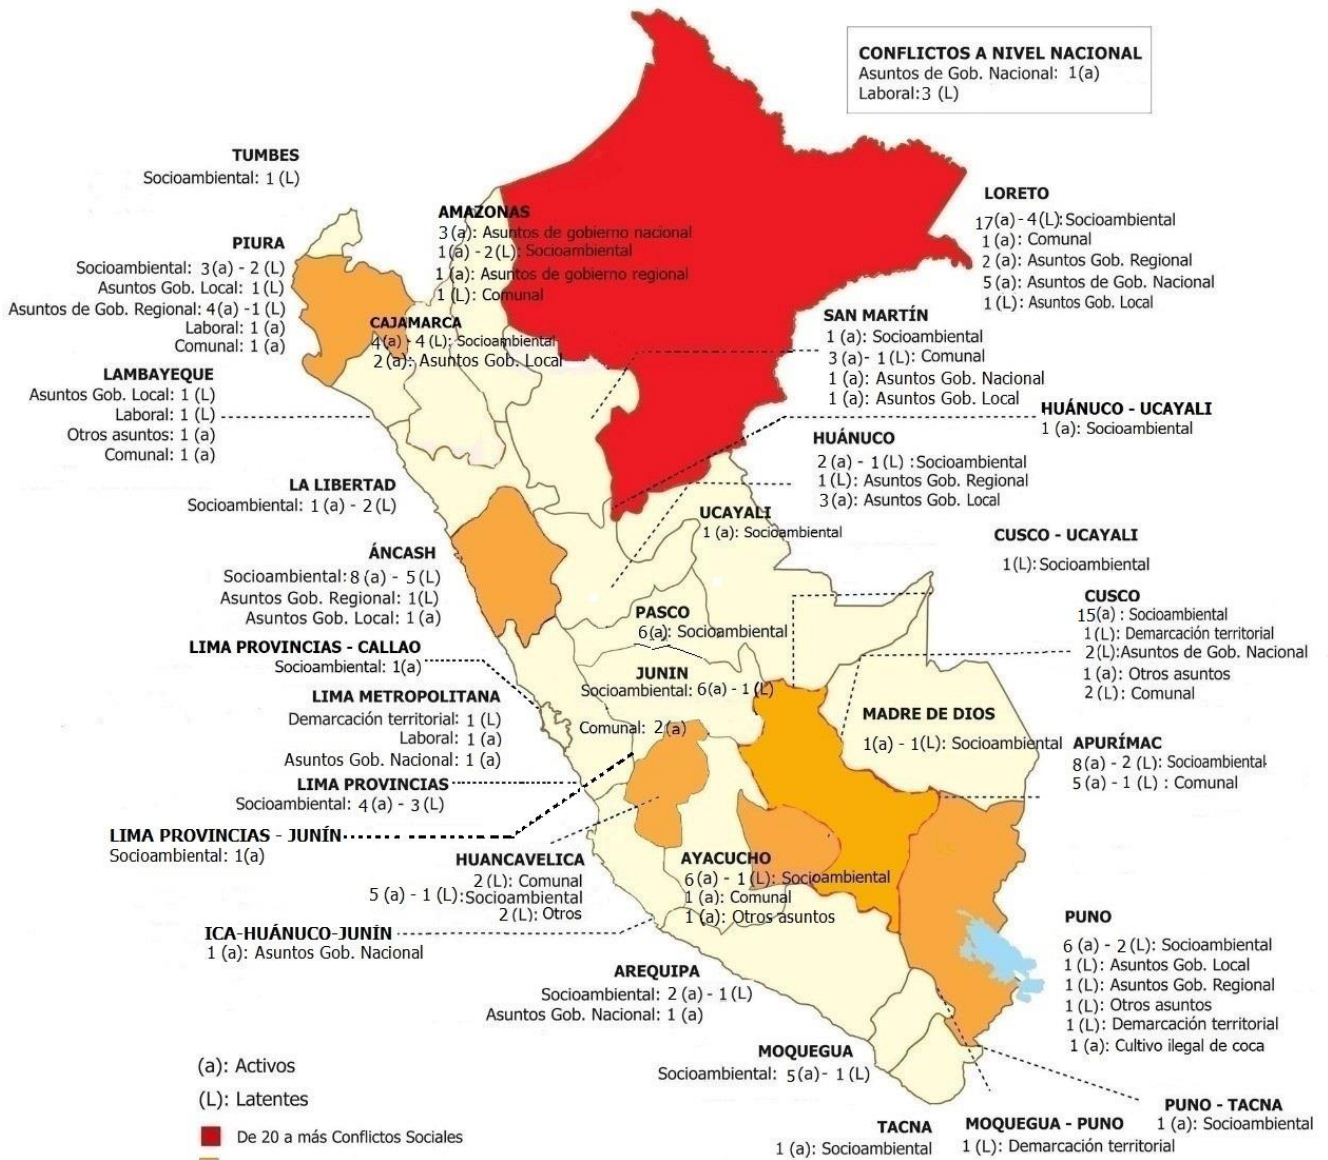 CONFLICTOS A NIVEL NACIONAL
Asuntos de Gob. Nacional: 1(a)
Laboral:3 (L)
TUMBES
Socioambiental: 1 (L)
PIURA
Socioambiental: 3(a) - 2 (L)
Asuntos Gob. Local: 1 (L)
Asuntos de Gob. Regional: 4(a) -1(L)
Laboral: 1 (a)
Comunal: 1 (a)
LAMBAYEQUE
Asuntos Gob. Local: 1 (L)
Laboral: 1 (L)
Otros asuntos: 1 (a)
Comunal: 1 (a)
AMAZONAS
3(a): Asuntos de gobierno nacional
1(a) - 2(L): Socioambiental
1(a): Asuntos de gobierno regional
1(L): Comunal
CAJAMARCA
4(a) - 4(L): Socioambiental
2(a): Asuntos Gob. Local
LORETO
17(a) - 4(L): Socioambiental
1(a): Comunal
2(a): Asuntos Gob. Regional
5(a): Asuntos de Gob. Nacional
1(L): Asuntos Gob. Local
SAN MARTÍN
1(a): Socioambiental
3(a)- 1(L): Comunal
1(a): Asuntos Gob. Nacional
1(a): Asuntos Gob. Local
HUÁNUCO - UCAYALI
1 (a): Socioambiental
HUÁNUCO
2(a) - 1(L) :Socioambiental
1(L): Asuntos Gob. Regional
3(a): Asuntos Gob. Local
LA LIBERTAD
Socioambiental: 1(a) - 2(L)
UCAYALI
1 (a): Socioambiental
CUSCO - UCAYALI
1(L): Socioambiental
ÁNCASH
Socioambiental: 8(a) - 5(L)
Asuntos Gob. Regional: 1(L)
Asuntos Gob. Local: 1(a)
CUSCO
15(a) : Socioambiental
1(L): Demarcación territorial
2(L):Asuntos de Gob. Nacional
1(a): Otros asuntos
2(L): Comunal
PASCO
6(a): Socioambiental
LIMA PROVINCIAS - CALLAO
Socioambiental: 1(a)
JUNIN
Socioambiental: 6(a) - 1(L)
Comunal: 2(a)
LIMA METROPOLITANA
Demarcación territorial: 1 (L)
Laboral: 1 (a)
Asuntos Gob. Nacional: 1 (a)
MADRE DE DIOS
1(a) - 1(L): Socioambiental
APURÍMAC
8(a) - 2 (L): Socioambiental
5(a) - 1 (L) : Comunal
LIMA PROVINCIAS
Socioambiental: 4(a) - 3(L)
LIMA PROVINCIAS - JUNÍN
Socioambiental: 1(a)
HUANCAVELICA
2(L): Comunal
5(a) - 1(L):Socioambiental
2(L): Otros
AYACUCHO
6(a) - 1(L): Socioambiental
1(a): Comunal
1(a): Otros asuntos
ICA-HUÁNUCO-JUNÍN
1 (a): Asuntos Gob. Nacional
PUNO
6(a) - 2(L): Socioambiental
1(L): Asuntos Gob. Local
1(L): Asuntos Gob. Regional
1(L): Otros asuntos
1(L): Demarcación territorial
1 (a): Cultivo ilegal de coca
AREQUIPA
Socioambiental: 2(a) - 1(L)
Asuntos Gob. Nacional: 1 (a)
MOQUEGUA
Socioambiental: 5(a)- 1(L)
TACNA
1 (a): Socioambiental
MOQUEGUA - PUNO
1(L): Demarcación territorial
PUNO - TACNA
1 (a): Socioambiental
(a): Activos
(L): Latentes
De 20 a más Conflictos Sociales